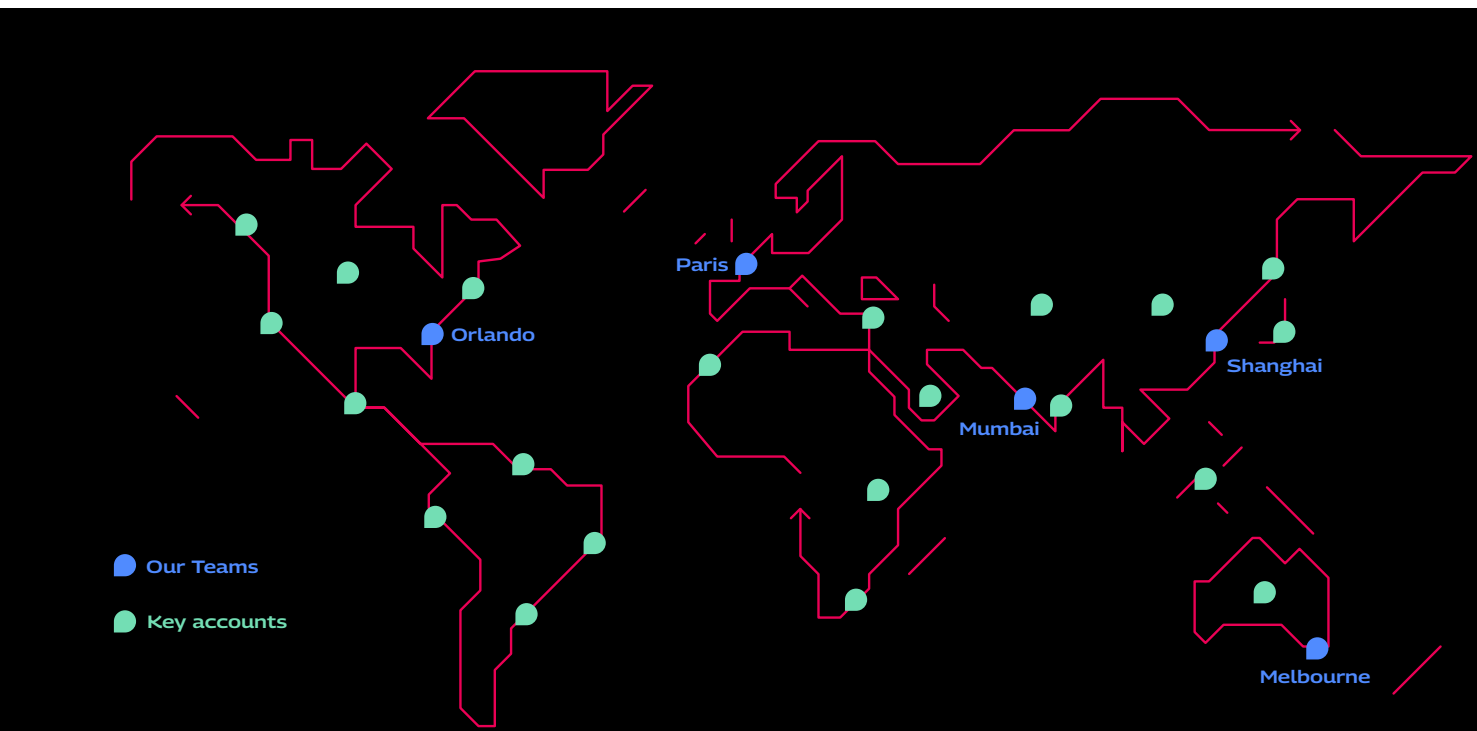 Paris
Orlando
Shanghai
Mumbai
Our Teams
Key accounts
Melbourne